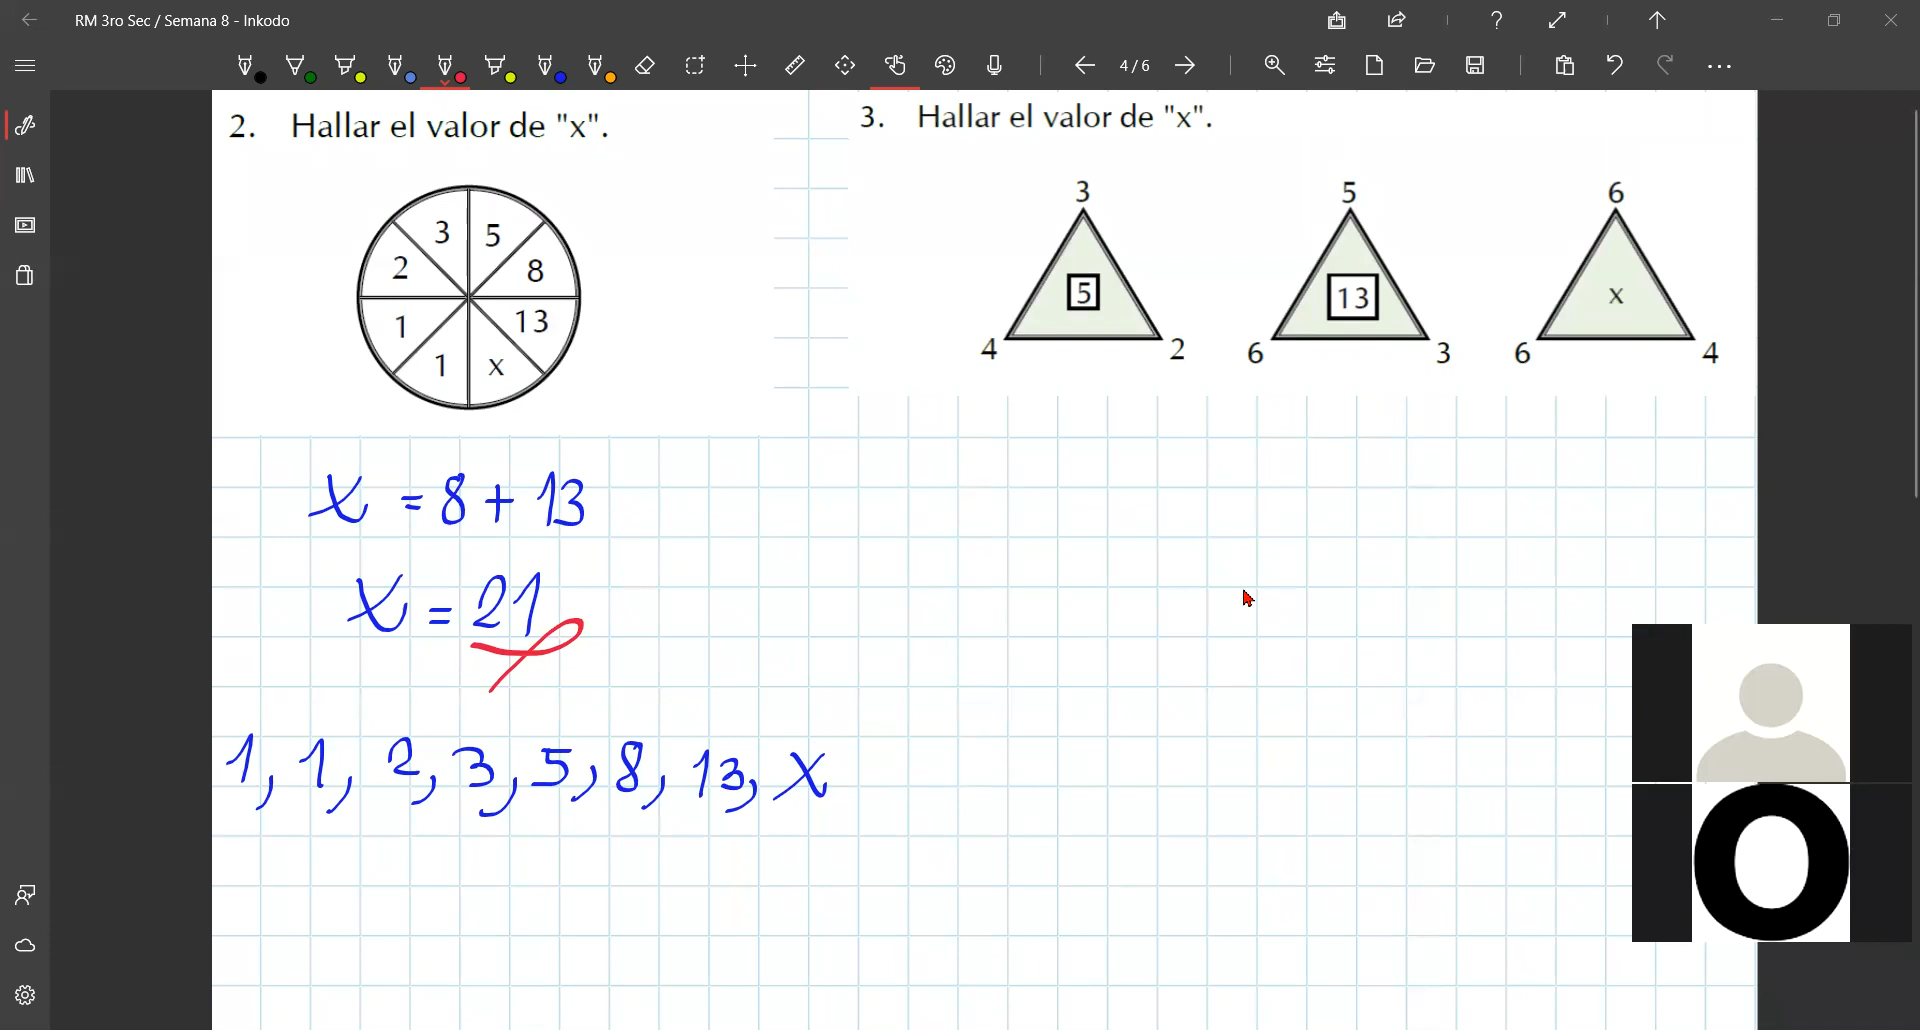 RM 3ro Sec / Semana 8 - Inkodo
4 / 6
2. Hallar el valor de "x".
3 5
2 8
1 13
1 x
x = 8 + 13
x = 21
1, 1, 2, 3, 5, 8, 13, x
3. Hallar el valor de "x".
3 5 6
5 13 x
4 2 6 3 6 4
O